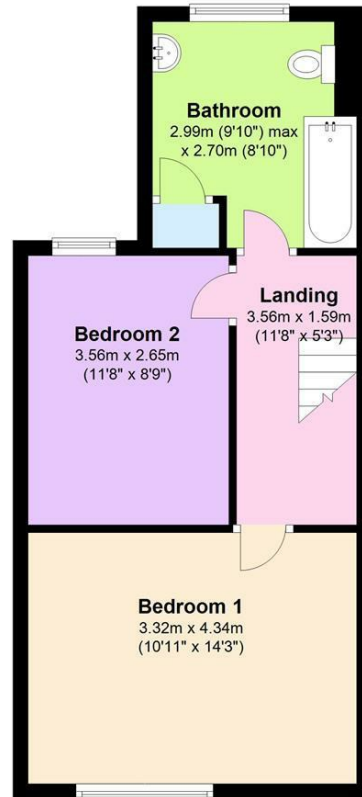 Bathroom
2.99m (9'10") max
x 2.70m (8'10")
Landing
3.56m x 1.59m
(11'8" x 5'3")
Bedroom 2
3.56m x 2.65m
(11'8" x 8'9")
Bedroom 1
3.32m x 4.34m
(10'11" x 14'3")